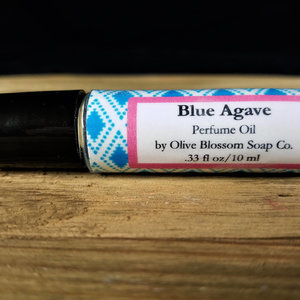 Blue Agave
Perfume Oil
by Olive Blossom Soap Co.
.33 fl oz/10 ml